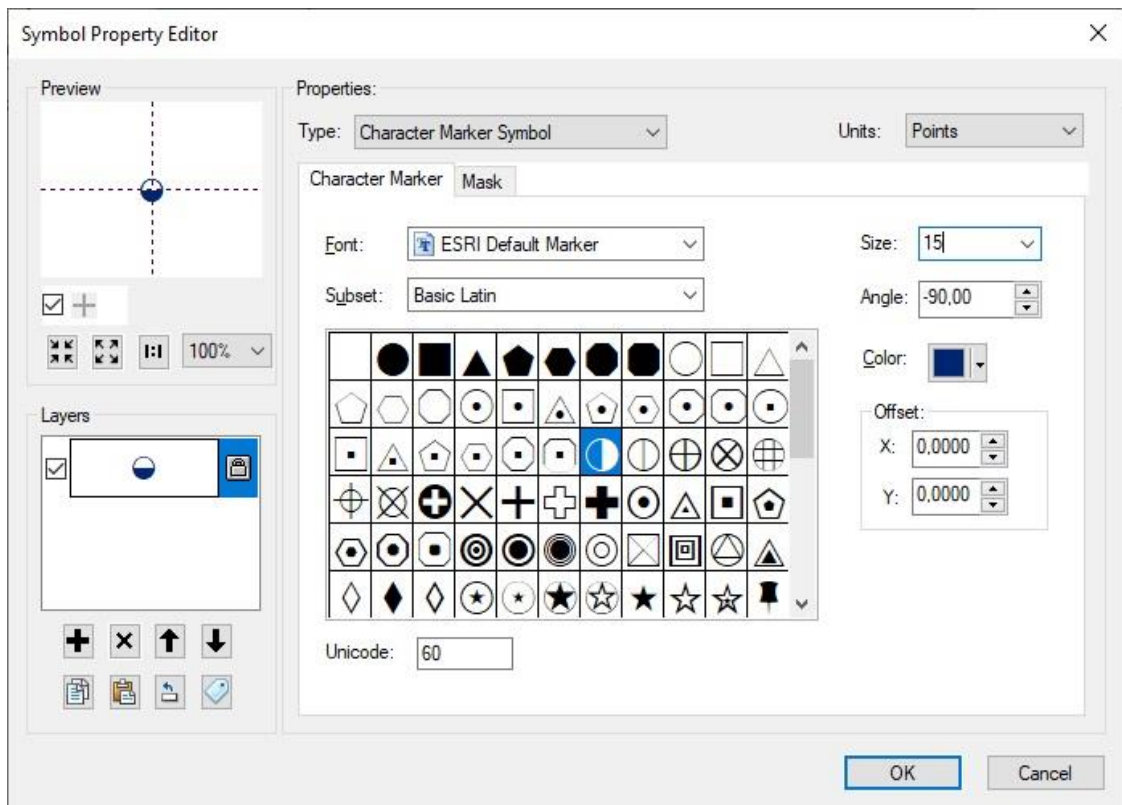 Symbol Property Editor
Preview
100%
Layers
Properties:
Type: Character Marker Symbol
Units: Points
Character Marker
Mask
Font: ESRI Default Marker
Size: 15
Subset: Basic Latin
Angle: -90,00
Color:
Offset:
X: 0,0000
Y: 0,0000
Unicode: 60
OK
Cancel